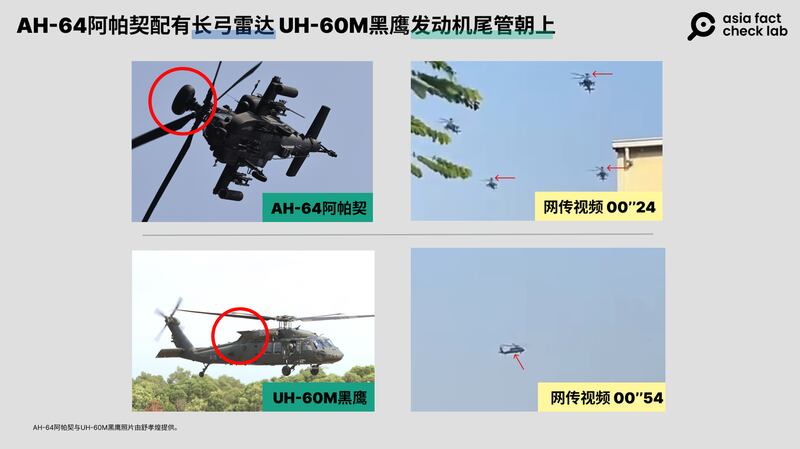 AH-64阿帕契配有长弓雷达 UH-60M黑鹰发动机尾管朝上
asia fact
check lab
AH-64阿帕契
网传视频 00″24
UH-60M黑鹰
网传视频 00″54
AH-64阿帕契与UH-60M黑鹰照片由舒孝煌提供。